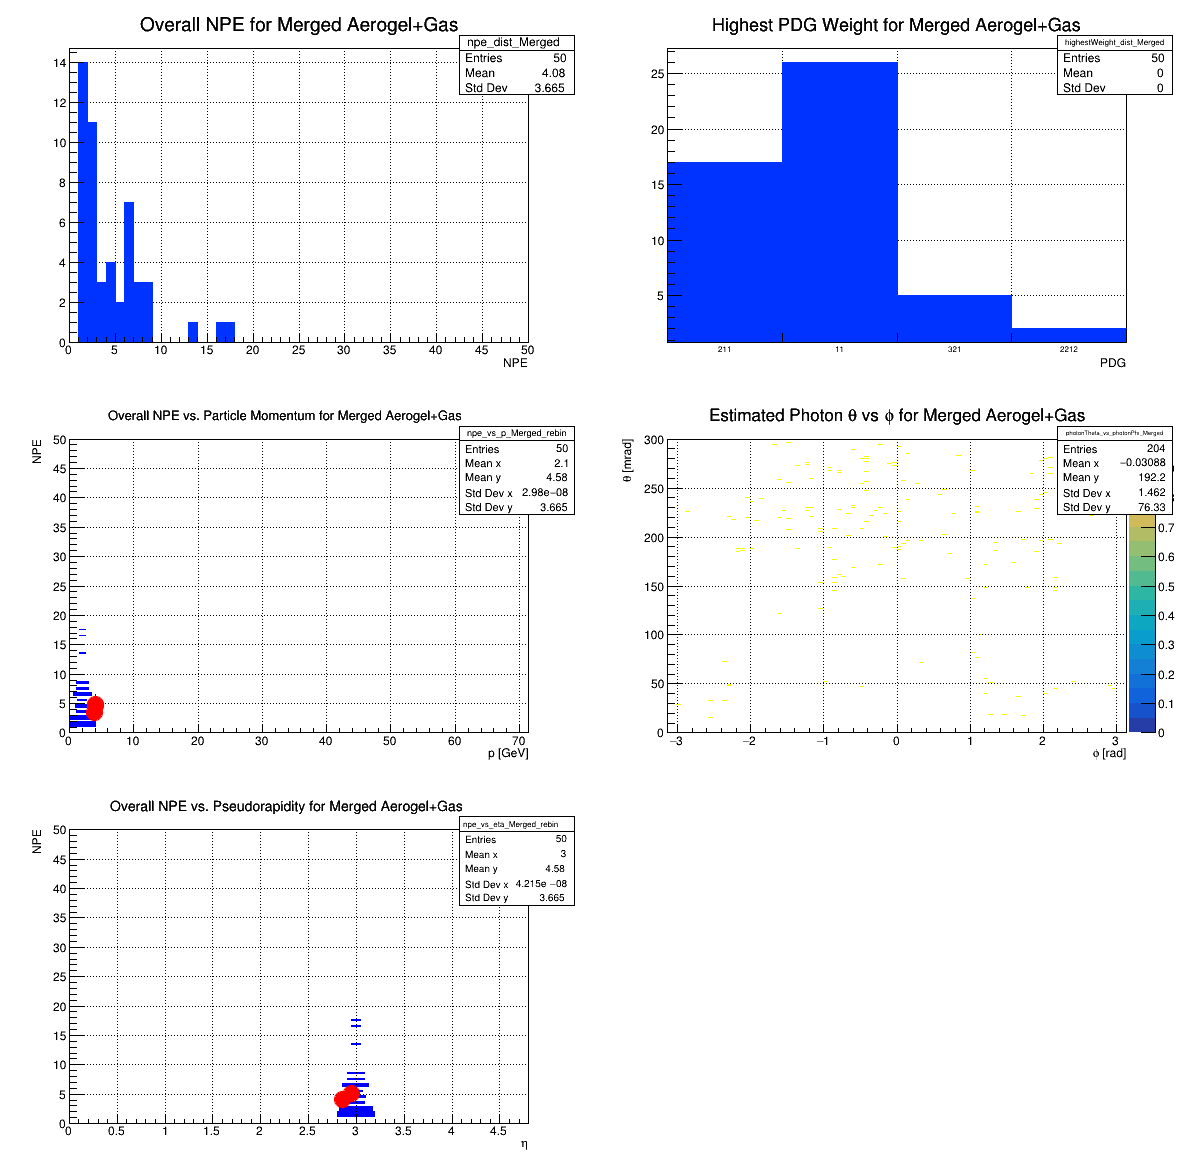 Overall NPE for Merged Aerogel+Gas
npe_dist_Merged
Entries 50
Mean 4.08
Std Dev 3.665
14
12
10
8
6
4
2
0
0 5 10 15 20 25 30 35 40 45 50
NPE
Highest PDG Weight for Merged Aerogel+Gas
highestWeight_dist_Merged
Entries 50
Mean 0
Std Dev 0
25
20
15
10
5
211 11 321 2212
PDG
Overall NPE vs. Particle Momentum for Merged Aerogel+Gas
npe_vs_p_Merged_rebin
Entries 50
Mean x 2.1
Mean y 4.58
Std Dev x 2.98e−08
Std Dev y 3.665
NPE
50
45
40
35
30
25
20
15
10
5
0
0 10 20 30 40 50 60 70
p [GeV]
Estimated Photon θ vs ϕ for Merged Aerogel+Gas
photonTheta_vs_photonPhi_Merged
Entries 204
Mean x −0.03088
Mean y 192.2
Std Dev x 1.462
Std Dev y 76.33
θ [mrad]
300
250
200
150
100
50
0
−3 −2 −1 0 1 2 3
ϕ [rad]
0.7
0.6
0.5
0.4
0.3
0.2
0.1
0
Overall NPE vs. Pseudorapidity for Merged Aerogel+Gas
npe_vs_eta_Merged_rebin
Entries 50
Mean x 3
Mean y 4.58
Std Dev x 4.215e −08
Std Dev y 3.665
NPE
50
45
40
35
30
25
20
15
10
5
0
0 0.5 1 1.5 2 2.5 3 3.5 4 4.5
η